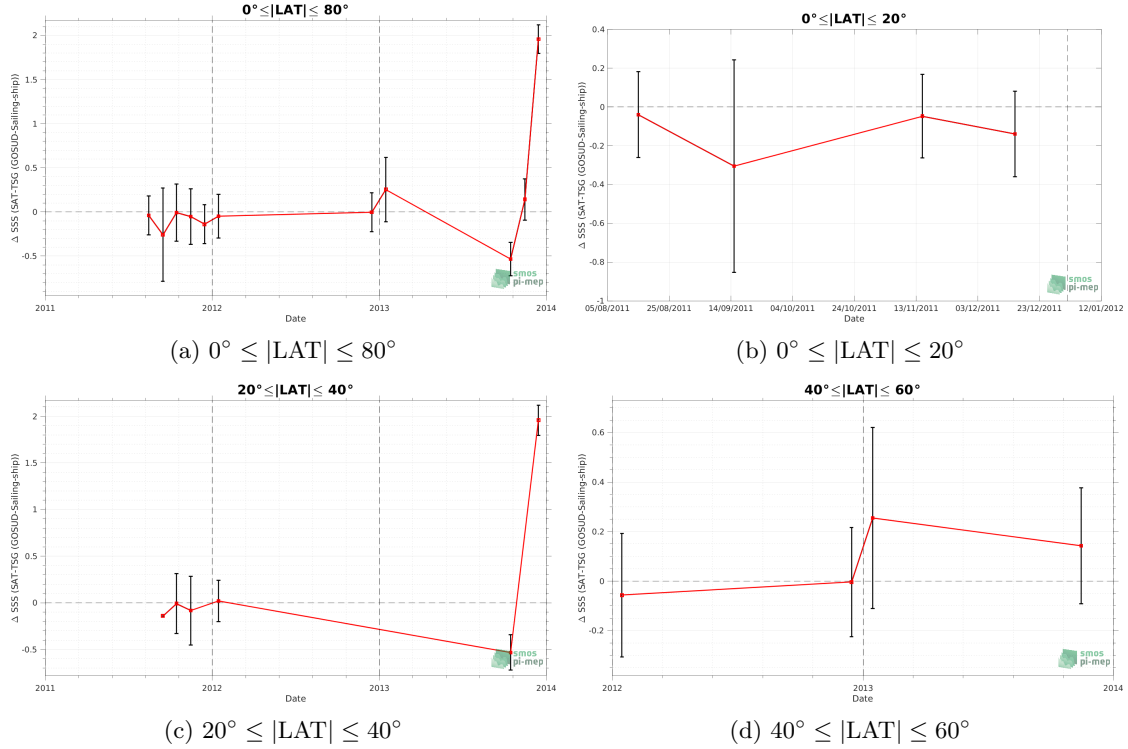 0°≤|LAT|≤ 80°
Δ SSS (SAT-TSG (GOSUD-Sailing-ship))
2
1.5
1
0.5
0
-0.5
2011
2012
2013
2014
Date
smos
pi-mep
(a) 0° ≤ |LAT| ≤ 80°
0°≤|LAT|≤ 20°
Δ SSS (SAT-TSG (GOSUD-Sailing-ship))
0.4
0.2
0
-0.2
-0.4
-0.6
-0.8
-1
05/08/2011
25/08/2011
14/09/2011
04/10/2011
24/10/2011
13/11/2011
03/12/2011
23/12/2011
12/01/2012
Date
smos
pi-mep
(b) 0° ≤ |LAT| ≤ 20°
20°≤|LAT|≤ 40°
Δ SSS (SAT-TSG (GOSUD-Sailing-ship))
2
1.5
1
0.5
0
-0.5
2011
2012
2013
2014
Date
smos
pi-mep
(c) 20° ≤ |LAT| ≤ 40°
40°≤|LAT|≤ 60°
Δ SSS (SAT-TSG (GOSUD-Sailing-ship))
0.6
0.4
0.2
0
-0.2
2012
2013
2014
Date
smos
pi-mep
(d) 40° ≤ |LAT| ≤ 60°